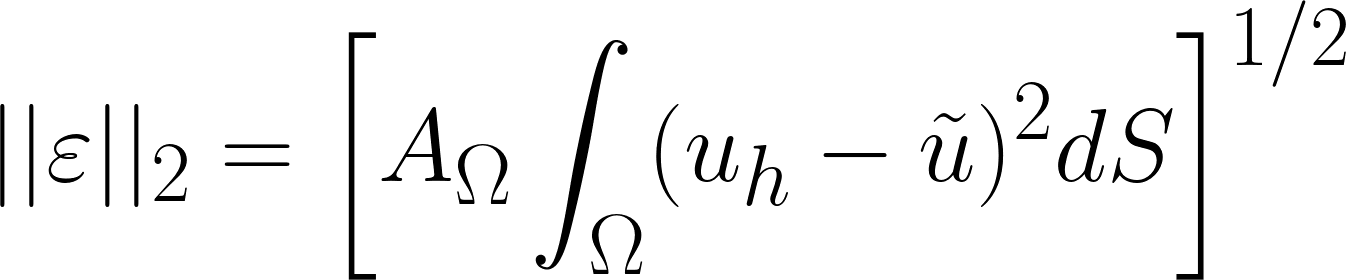 ||ε||₂ = [A_Ω ∫_Ω (u_h − ũ)² dS]^{1/2}